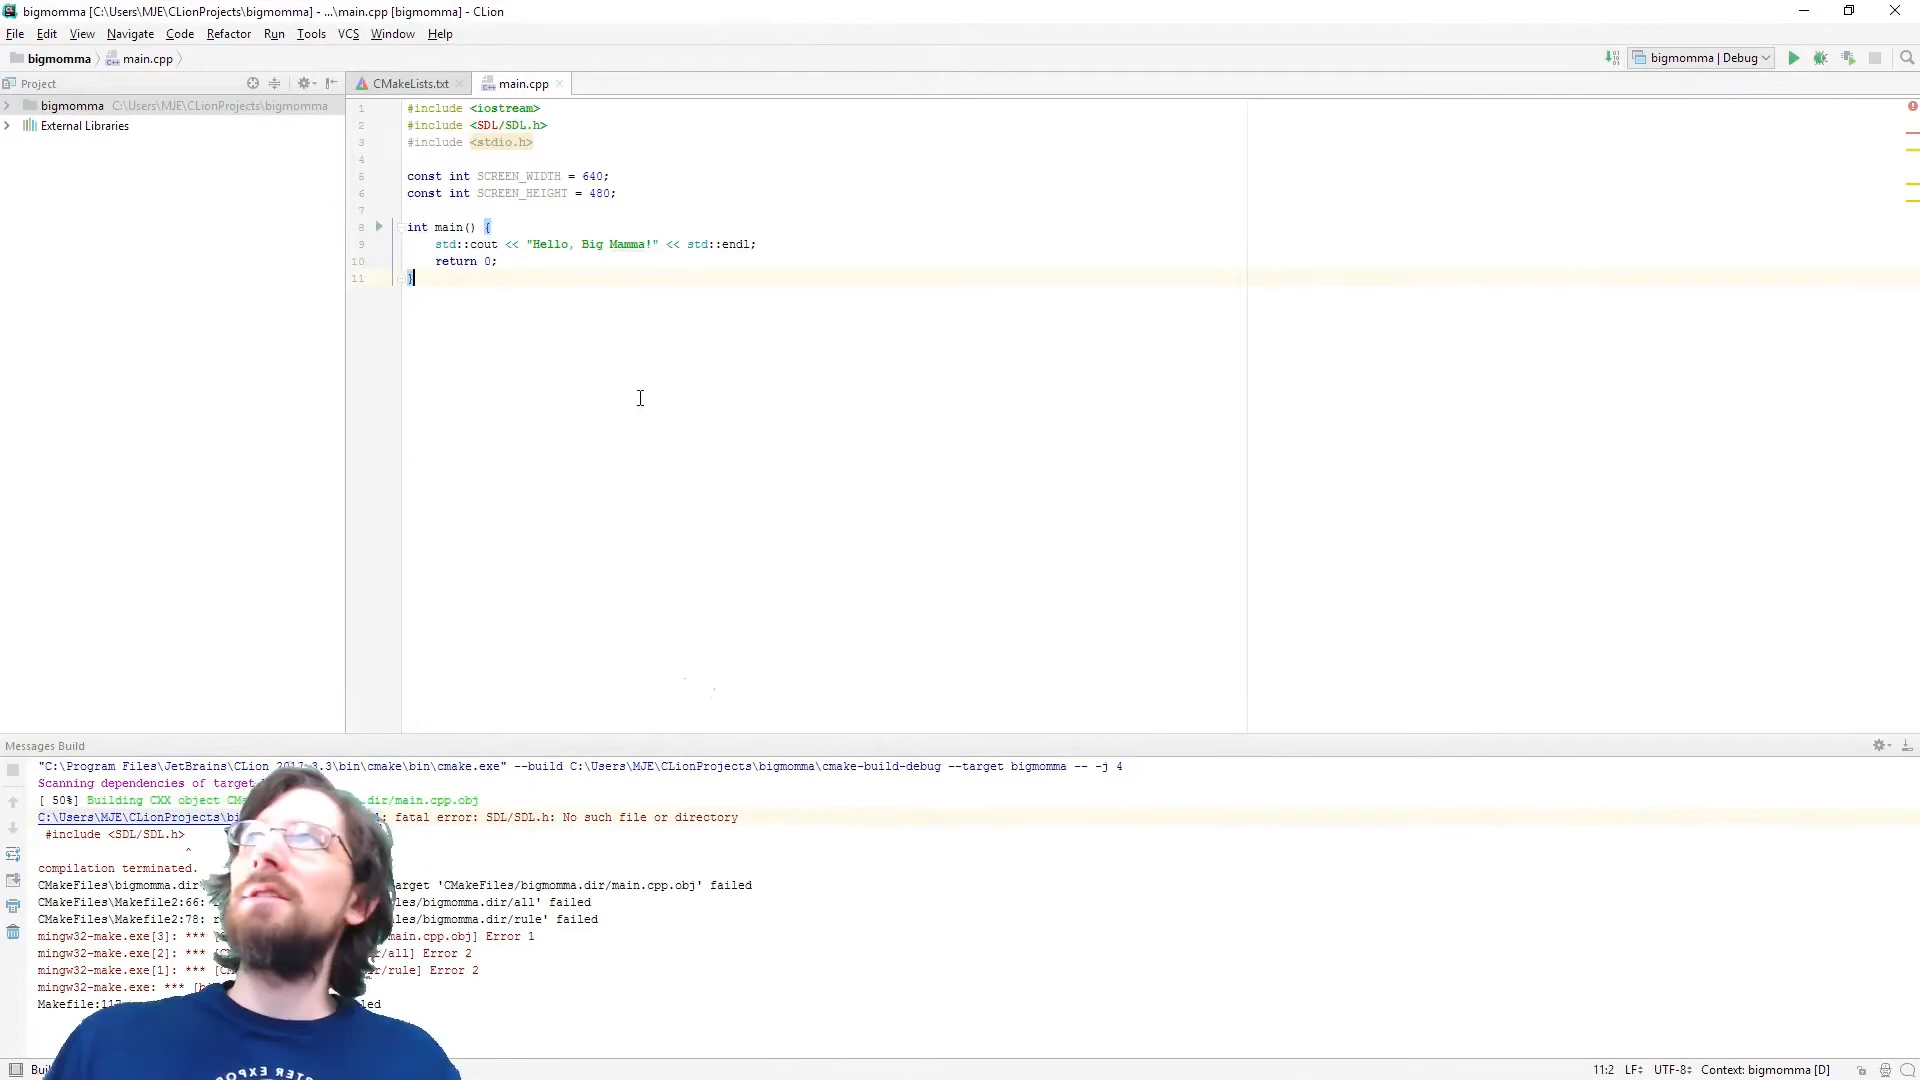 bigmomma [C:\Users\MJE\CLionProjects\bigmomma] - ...\main.cpp [bigmomma] - CLion
File Edit View Navigate Code Refactor Run Tools VCS Window Help
bigmomma main.cpp bigmomma | Debug
Project CMakeLists.txt main.cpp
bigmomma C:\Users\MJE\CLionProjects\bigmomma
External Libraries
1 #include <iostream>
2 #include <SDL/SDL.h>
3 #include <stdio.h>
4
5 const int SCREEN_WIDTH = 640;
6 const int SCREEN_HEIGHT = 480;
7
8 int main() {
9 std::cout << "Hello, Big Mamma!" << std::endl;
10 return 0;
11 }
Messages Build
"C:\Program Files\JetBrains\CLion 2017.3.3\bin\cmake\bin\cmake.exe" --build C:\Users\MJE\CLionProjects\bigmomma\cmake-build-debug --target bigmomma -- -j 4
Scanning dependencies of target
[ 50%] Building CXX object .dir/main.cpp.obj
C:\Users\MJE\CLionProjects\ fatal error: SDL/SDL.h: No such file or directory
#include <SDL/SDL.h>
^
compilation terminated.
CMakeFiles\bigmomma.dir 'CMakeFiles/bigmomma.dir/main.cpp.obj' failed
CMakeFiles\Makefile2:66: /bigmomma.dir/all' failed
CMakeFiles\Makefile2:78: /bigmomma.dir/rule' failed
mingw32-make.exe[3]: *** main.cpp.obj] Error 1
mingw32-make.exe[2]: *** /all] Error 2
mingw32-make.exe[1]: *** /rule] Error 2
mingw32-make.exe: ***
11:2 LF UTF-8 Context: bigmomma [D]